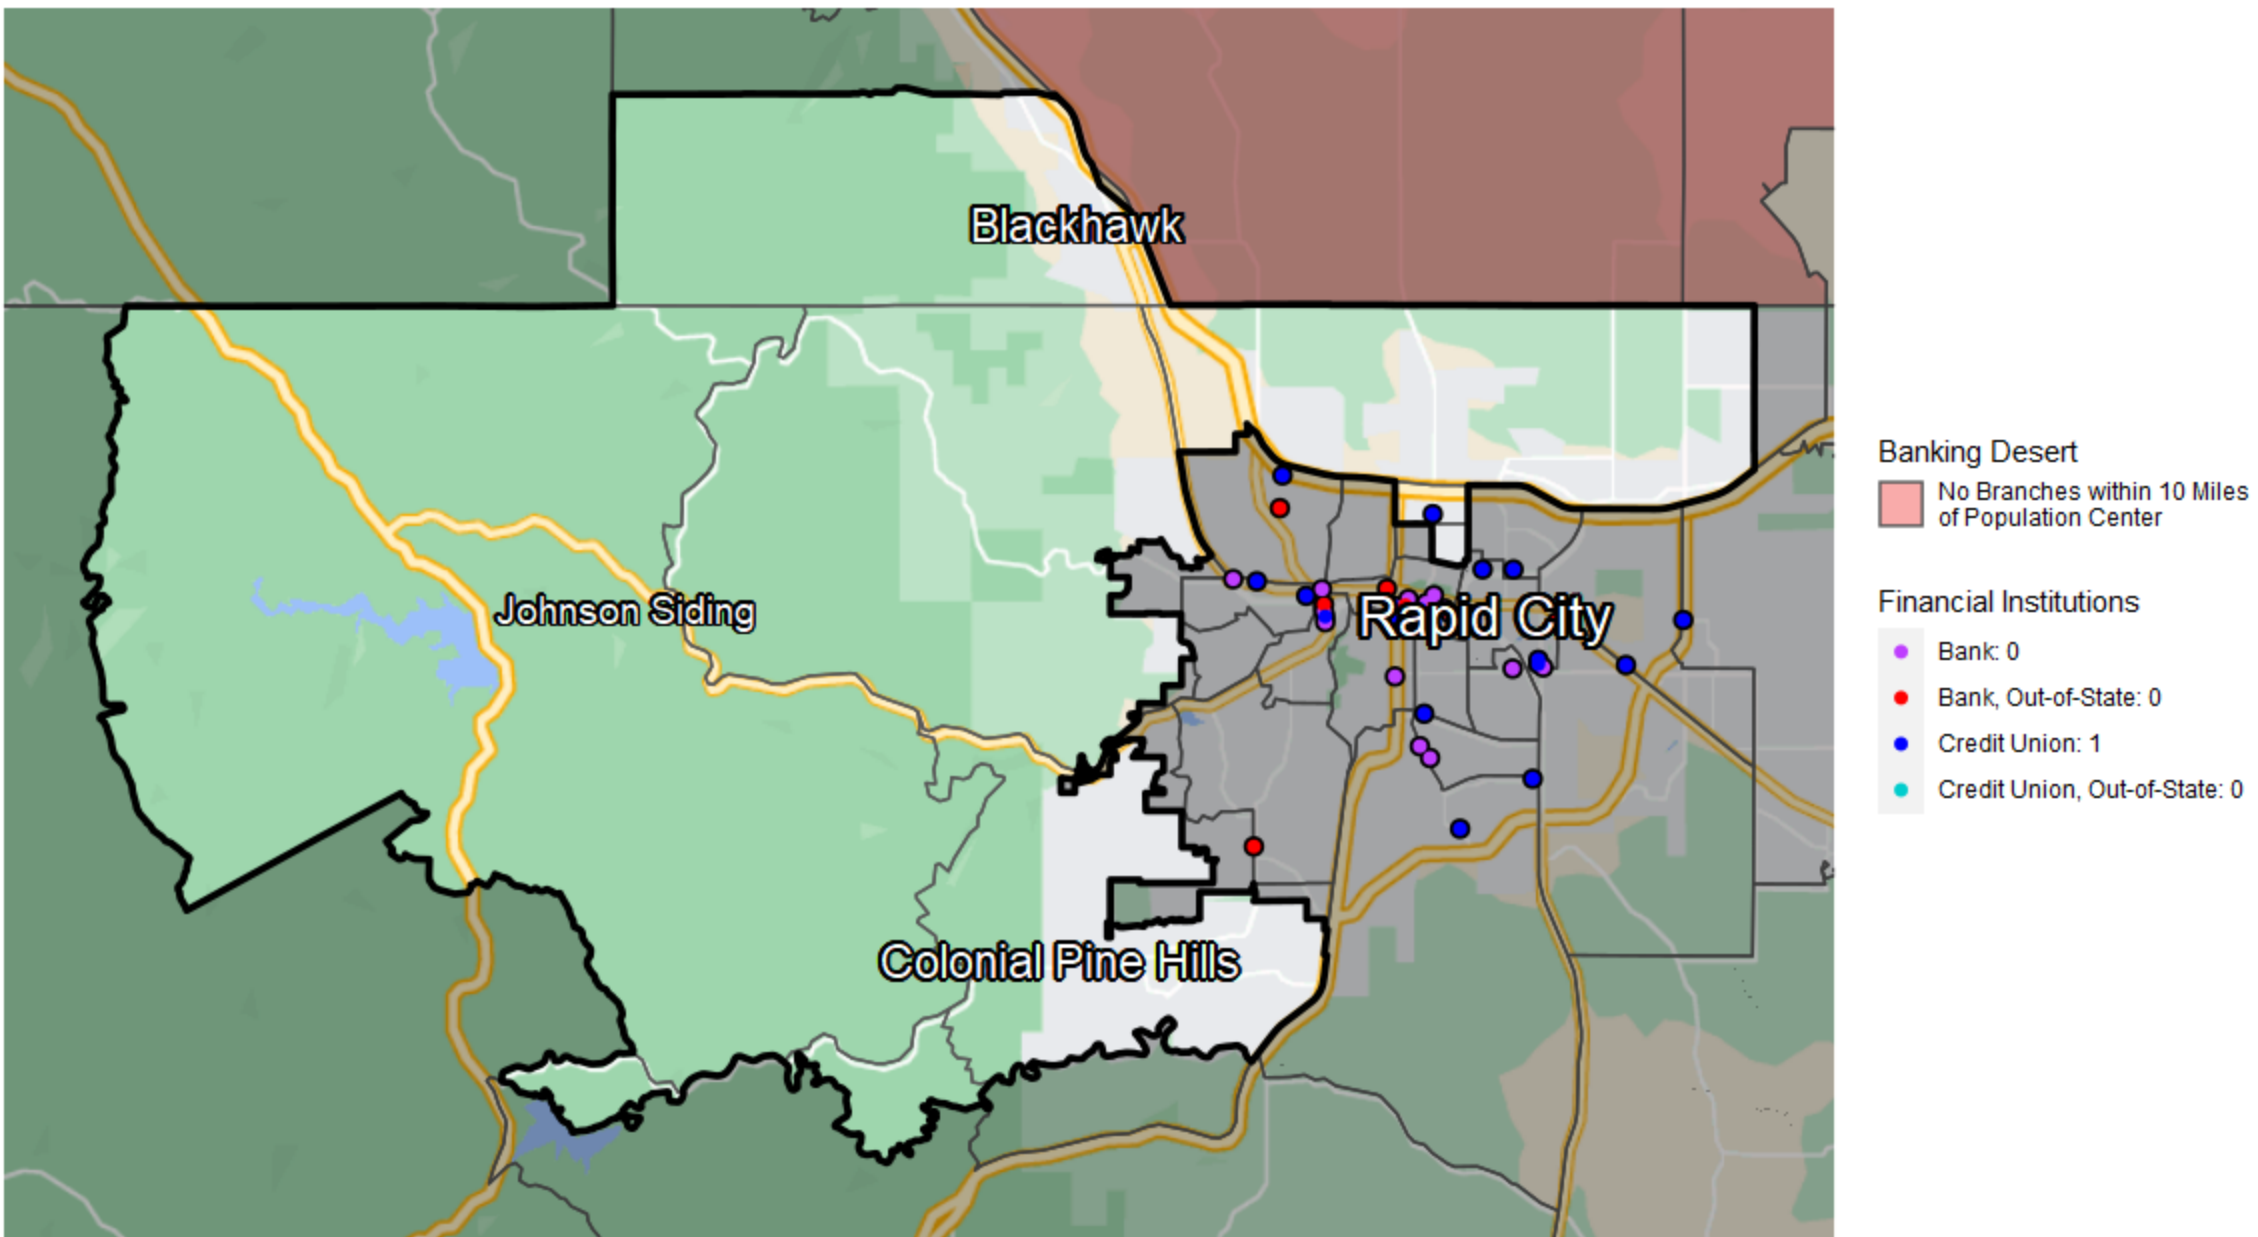 Blackhawk
Johnson Siding
Rapid City
Colonial Pine Hills
Banking Desert
No Branches within 10 Miles
of Population Center
Financial Institutions
Bank: 0
Bank, Out-of-State: 0
Credit Union: 1
Credit Union, Out-of-State: 0